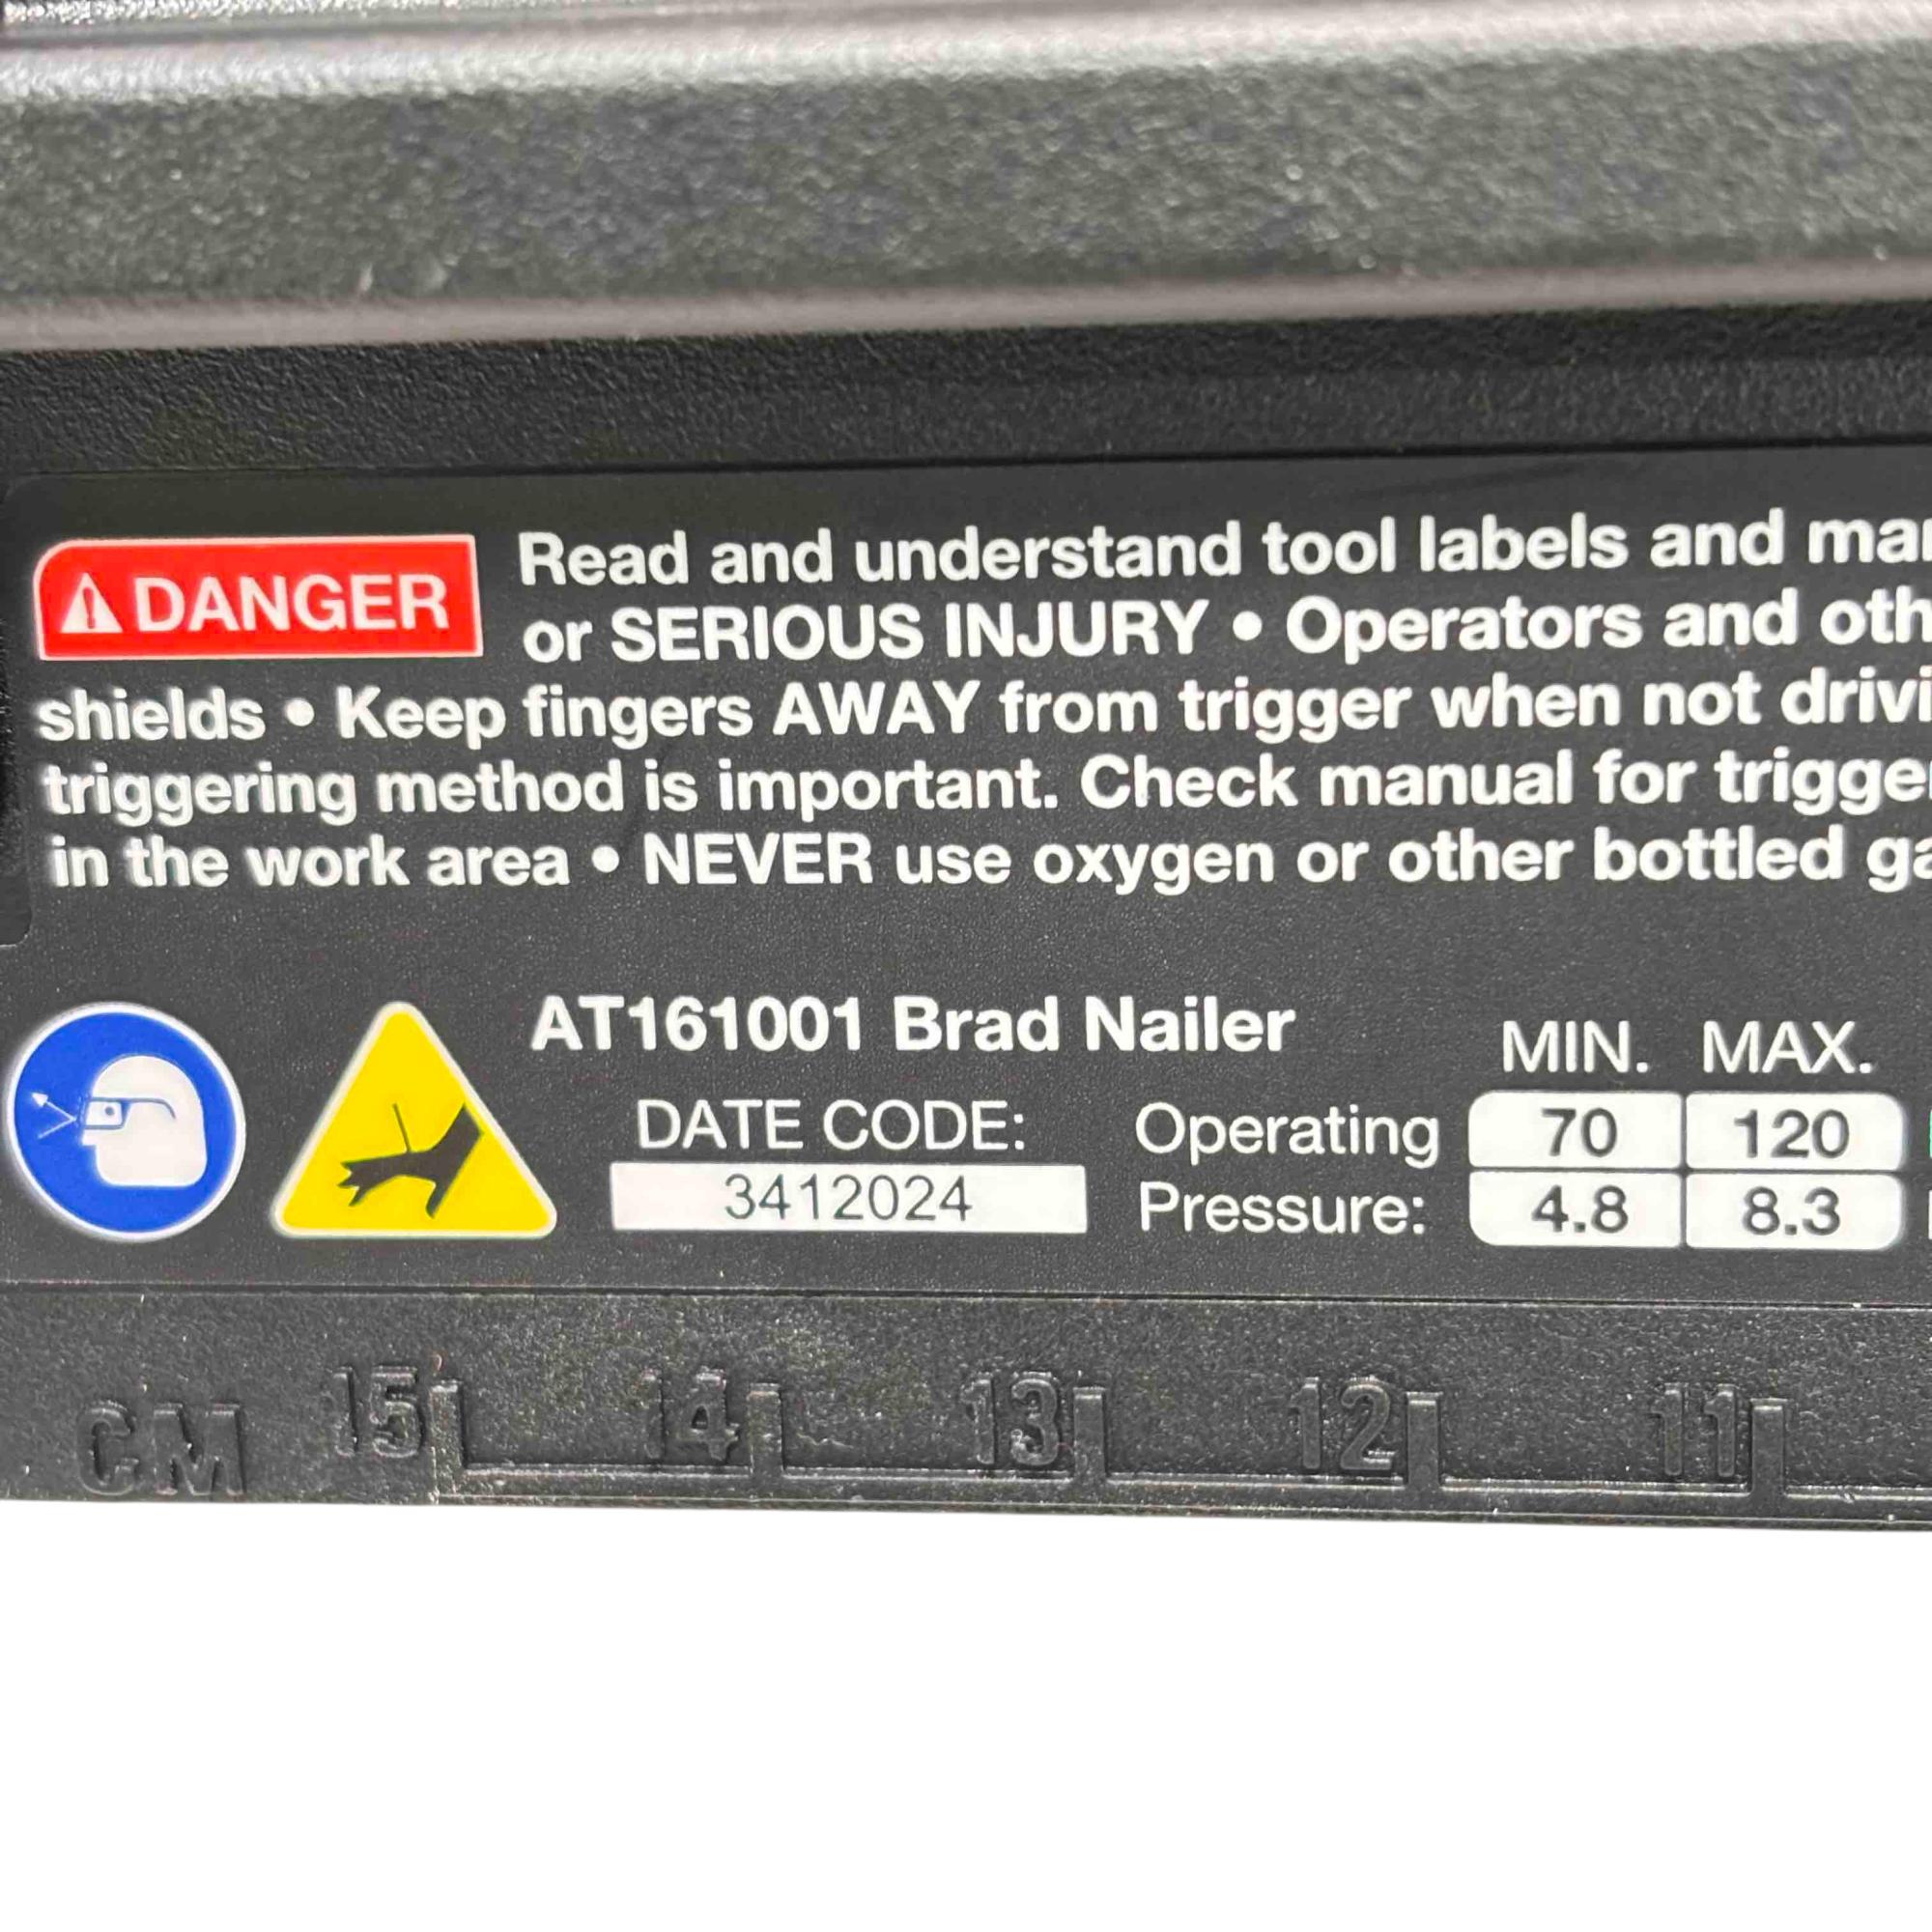 DANGER Read and understand tool labels and
or SERIOUS INJURY • Operators and
shields • Keep fingers AWAY from trigger when not
triggering method is important. Check manual for
in the work area • NEVER use oxygen or other bottled
AT161001 Brad Nailer
MIN. MAX.
DATE CODE:
3412024
Operating Pressure:
70 120
4.8 8.3
CM 15 14 13 12 11